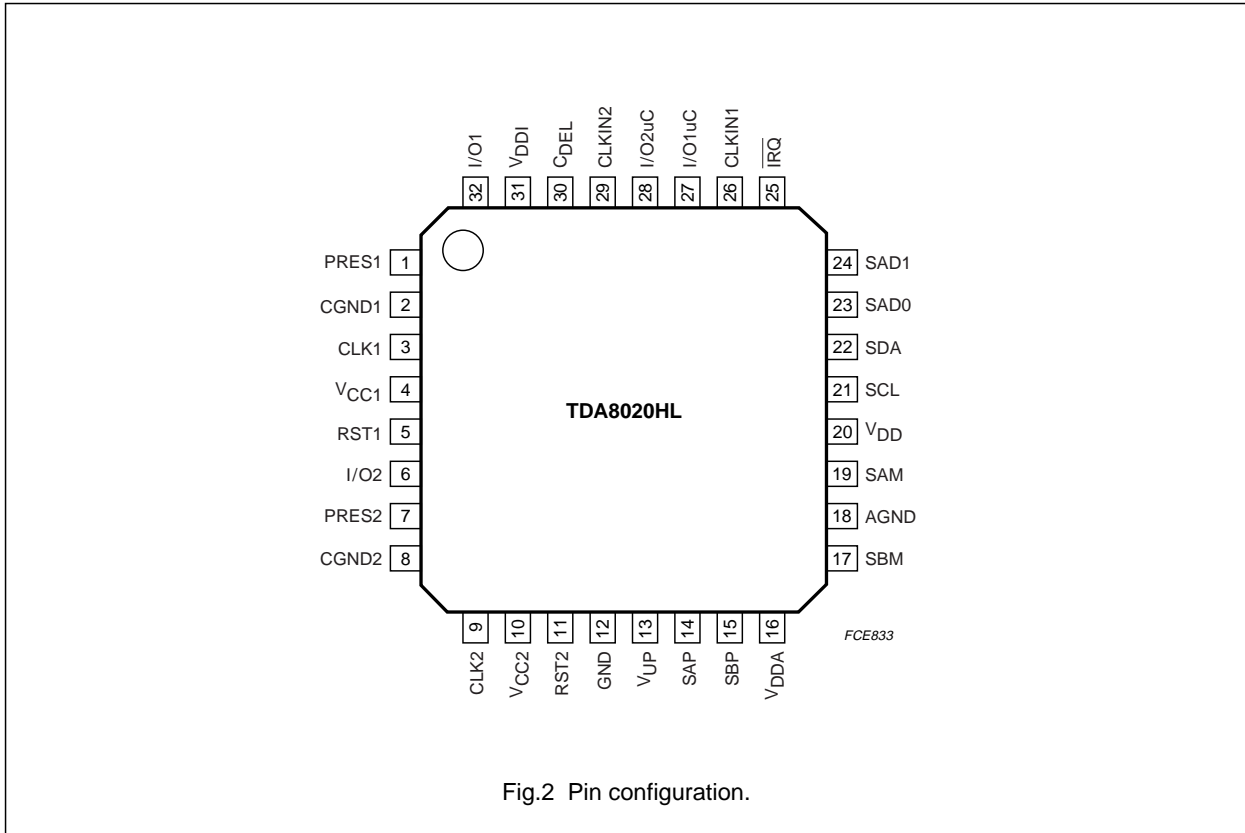 I/O1
VDDI
CDEL
CLKIN2
I/O2uC
I/O1uC
CLKIN1
IRQ
32
31
30
29
28
27
26
25
PRES1 1
CGND1 2
CLK1 3
VCC1 4
RST1 5
I/O2 6
PRES2 7
CGND2 8
TDA8020HL
24 SAD1
23 SAD0
22 SDA
21 SCL
20 VDD
19 SAM
18 AGND
17 SBM
9
10
11
12
13
14
15
16
CLK2
VCC2
RST2
GND
VUP
SAP
SBP
VDDA
FCE833
Fig.2 Pin configuration.